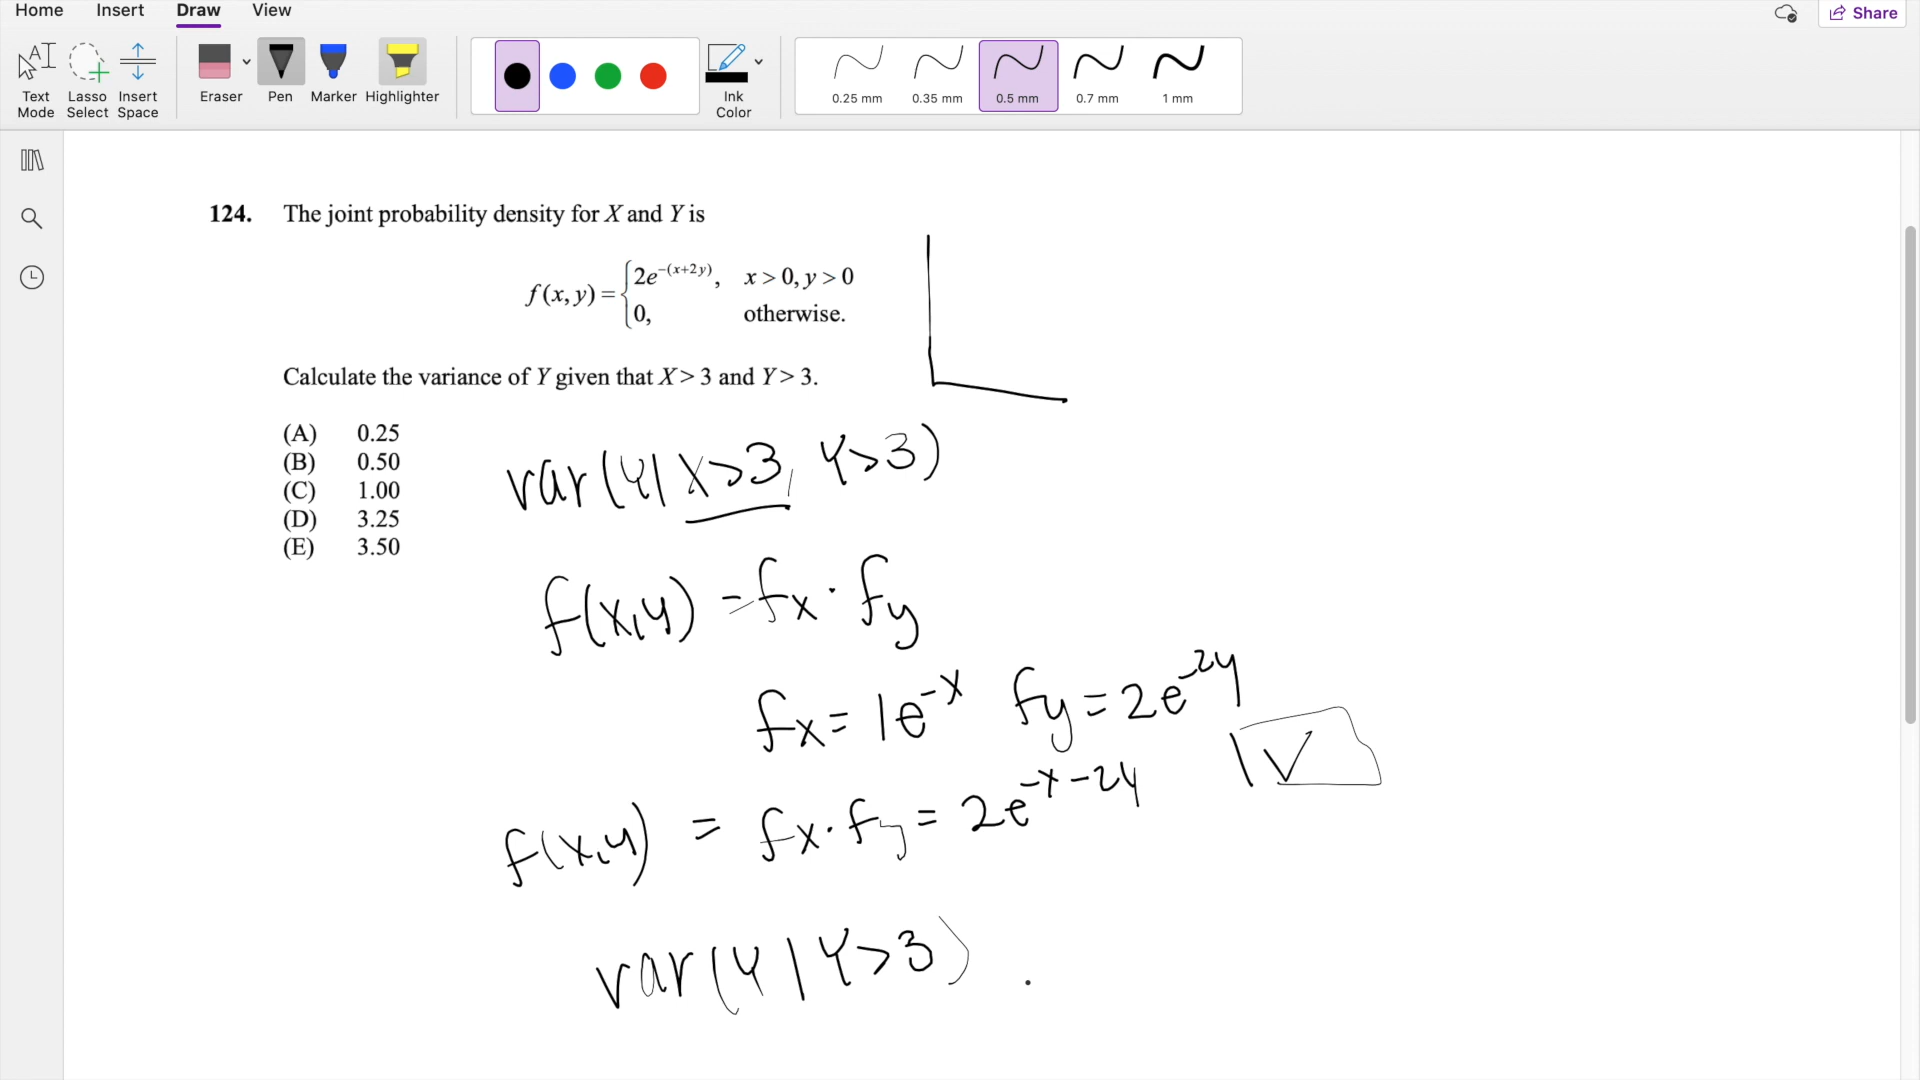 Home Insert Draw View Share
Text Mode Lasso Select Insert Space Eraser Pen Marker Highlighter Ink Color 0.25 mm 0.35 mm 0.5 mm 0.7 mm 1 mm
124. The joint probability density for X and Y is
f(x, y) = { 2e^{-(x+2y)}, x > 0, y > 0
0, otherwise.
Calculate the variance of Y given that X > 3 and Y > 3.
(A) 0.25
(B) 0.50
(C) 1.00
(D) 3.25
(E) 3.50
var(Y|X>3, Y>3)
f(x,y) = fx · fy
fx = 1e^{-x} fy = 2e^{-2y}
f(x,y) = fx · fy = 2e^{-x-2y}
var(Y|Y>3)